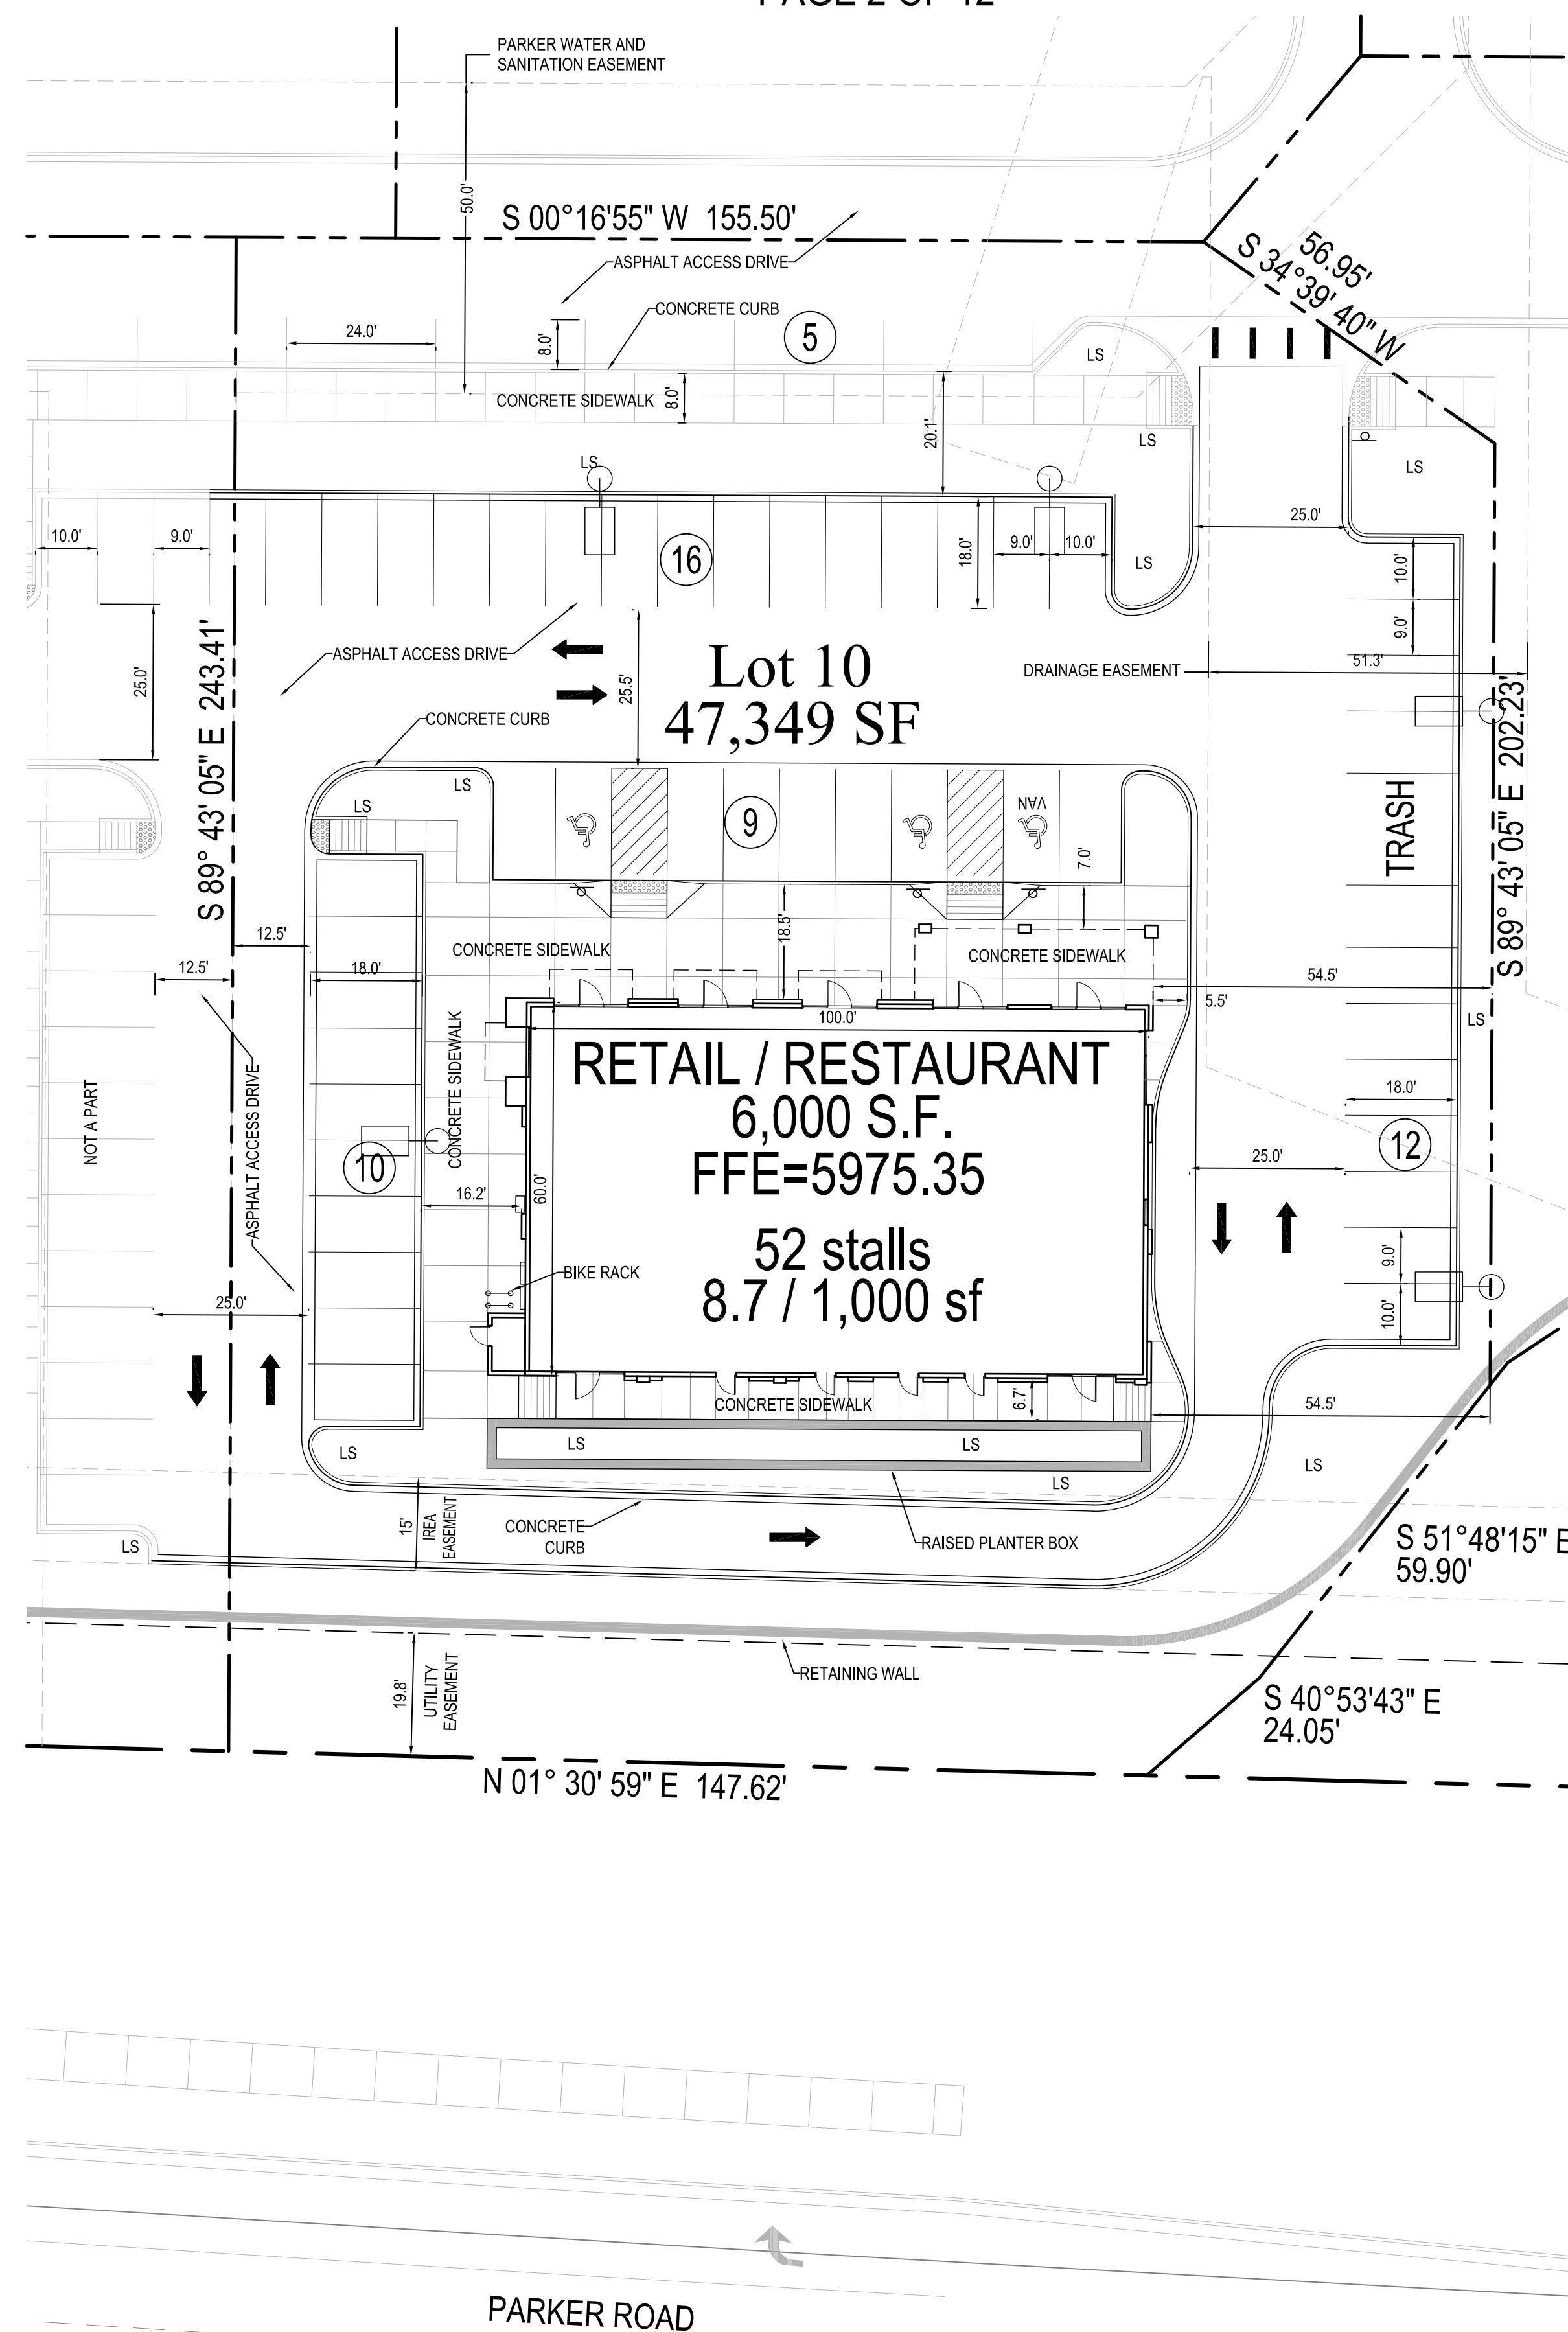 PAGE 2 OF 12
PARKER WATER AND
SANITATION EASEMENT
50.0'
S 00°16'55" W  155.50'
ASPHALT ACCESS DRIVE
56.95'
S 34°39' 40" W
CONCRETE CURB
24.0'
8.0'
5
LS
CONCRETE SIDEWALK
8.0'
20.1'
LS
LS
LS
10.0'
9.0'
16
18.0'
9.0'
10.0'
LS
25.0'
10.0'
9.0'
S 89° 43' 05" E  243.41'
25.0'
ASPHALT ACCESS DRIVE
25.5'
Lot 10
47,349 SF
DRAINAGE EASEMENT
51.3'
CONCRETE CURB
S 89° 43' 05" E  202.23'
LS
LS
9
VAN
7.0'
TRASH
12.5'
12.5'
18.0'
CONCRETE SIDEWALK
18.5'
CONCRETE SIDEWALK
54.5'
5.5'
LS
100.0'
NOT A PART
ASPHALT ACCESS DRIVE
CONCRETE SIDEWALK
RETAIL / RESTAURANT
6,000 S.F.
FFE=5975.35
52 stalls
8.7 / 1,000 sf
18.0'
12
10
16.2'
60.0'
25.0'
BIKE RACK
25.0'
9.0'
10.0'
CONCRETE SIDEWALK
6.7'
54.5'
LS
LS
LS
LS
LS
15'
IREA
EASEMENT
CONCRETE
CURB
RAISED PLANTER BOX
LS
S 51°48'15" E
59.90'
19.8'
UTILITY
EASEMENT
RETAINING WALL
S 40°53'43" E
24.05'
N 01° 30' 59" E  147.62'
PARKER ROAD